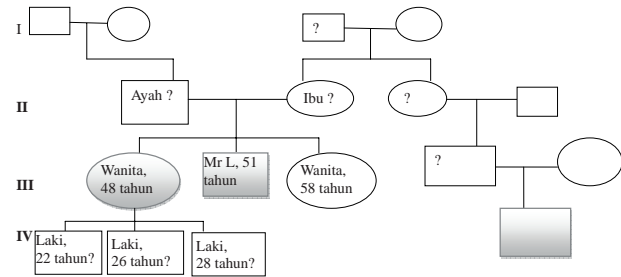 I
?
II
Ayah ?
Ibu ?
?
III
Wanita,
48 tahun
Mr L, 51
tahun
Wanita,
58 tahun
?
IV
Laki,
22 tahun?
Laki,
26 tahun?
Laki,
28 tahun?